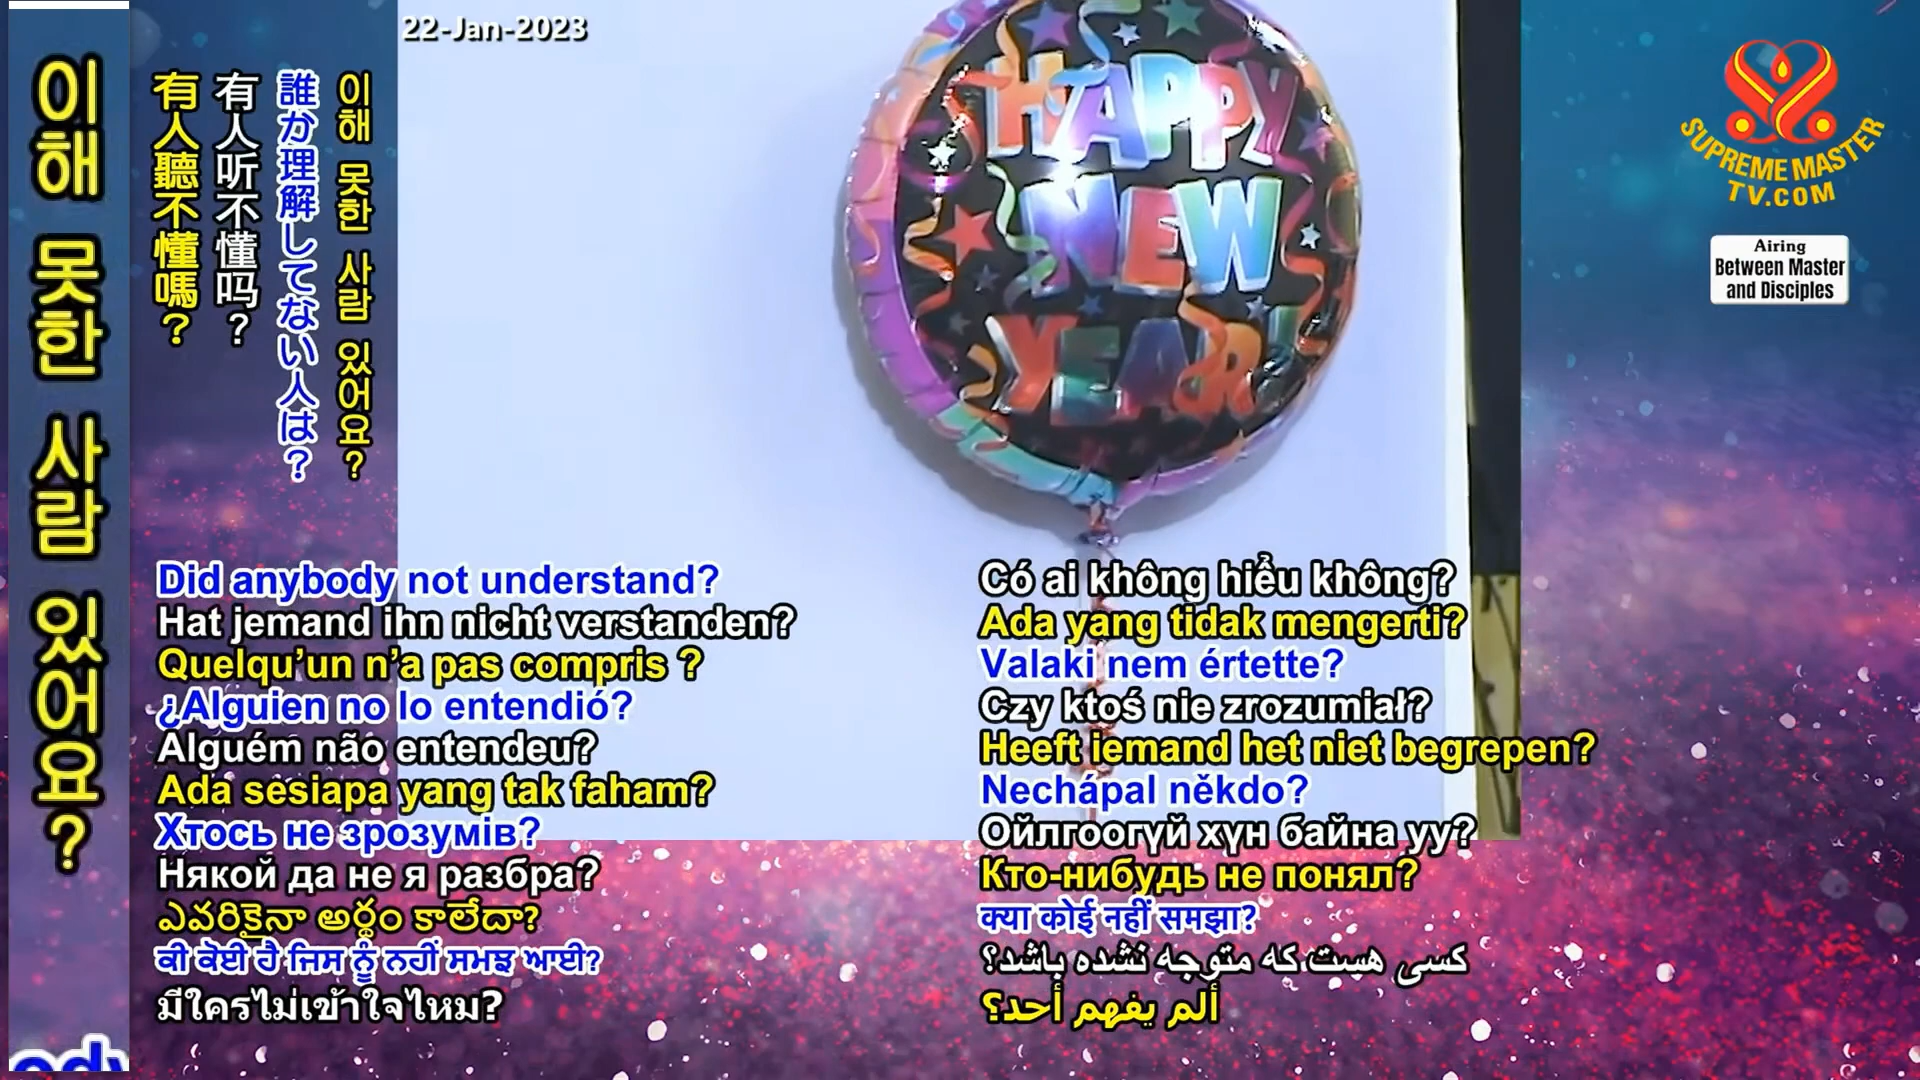 22-Jan-2023
HAPPY
NEW
YEAR!
SUPREME MASTER
TV.COM
Airing
Between Master
and Disciples
이해 못한 사람 있어요?
有人聽不懂嗎？
有人听不懂吗？
誰か理解してない人は？
이해 못한 사람 있어요?
Did anybody not understand?
Hat jemand ihn nicht verstanden?
Quelqu’un n’a pas compris ?
¿Alguien no lo entendió?
Alguém não entendeu?
Ada sesiapa yang tak faham?
Хтось не зрозумів?
Някой да не я разбра?
ఎవరికైనా అర్థం కాలేదా?
ਕੀ ਕੋਈ ਹੈ ਜਿਸ ਨੂੰ ਨਹੀਂ ਸਮਝ ਆਈ?
มีใครไม่เข้าใจไหม?
Có ai không hiểu không?
Ada yang tidak mengerti?
Valaki nem értette?
Czy ktoś nie zrozumiał?
Heeft iemand het niet begrepen?
Nechápal někdo?
Ойлгоогүй хүн байна уу?
Кто-нибудь не понял?
क्या कोई नहीं समझा?
کسی هست که متوجه نشده باشد؟
ألم يفهم أحد؟